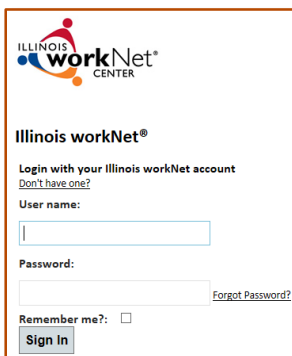 ILLINOIS
workNet®
CENTER
Illinois workNet®
Login with your Illinois workNet account
Don't have one?
User name:
Password:
Forgot Password?
Remember me?:
Sign In